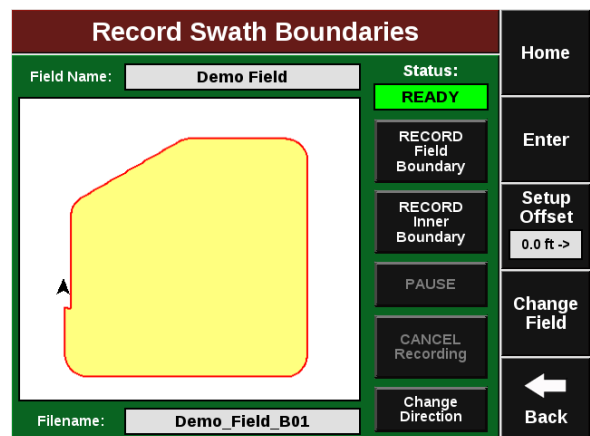 Record Swath Boundaries
Field Name:
Demo Field
Status:
READY
RECORD
Field
Boundary
RECORD
Inner
Boundary
PAUSE
CANCEL
Recording
Change
Direction
Filename:
Demo_Field_B01
Home
Enter
Setup
Offset
0.0 ft ->
Change
Field
Back